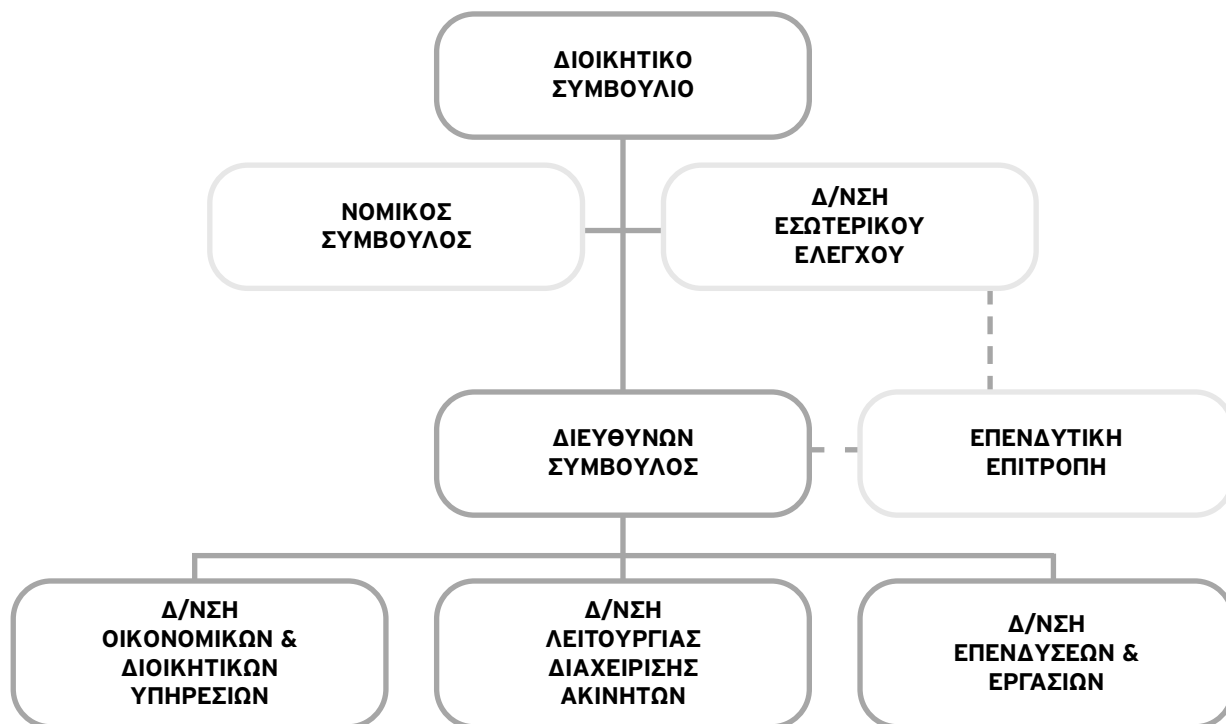 ΔΙΟΙΚΗΤΙΚΟ
ΣΥΜΒΟΥΛΙΟ
ΝΟΜΙΚΟΣ
ΣΥΜΒΟΥΛΟΣ
Δ/ΝΣΗ
ΕΣΩΤΕΡΙΚΟΥ
ΕΛΕΓΧΟΥ
ΔΙΕΥΘΥΝΩΝ
ΣΥΜΒΟΥΛΟΣ
ΕΠΕΝΔΥΤΙΚΗ
ΕΠΙΤΡΟΠΗ
Δ/ΝΣΗ
ΟΙΚΟΝΟΜΙΚΩΝ &
ΔΙΟΙΚΗΤΙΚΩΝ
ΥΠΗΡΕΣΙΩΝ
Δ/ΝΣΗ
ΛΕΙΤΟΥΡΓΙΑΣ
ΔΙΑΧΕΙΡΙΣΗΣ
ΑΚΙΝΗΤΩΝ
Δ/ΝΣΗ
ΕΠΕΝΔΥΣΕΩΝ &
ΕΡΓΑΣΙΩΝ